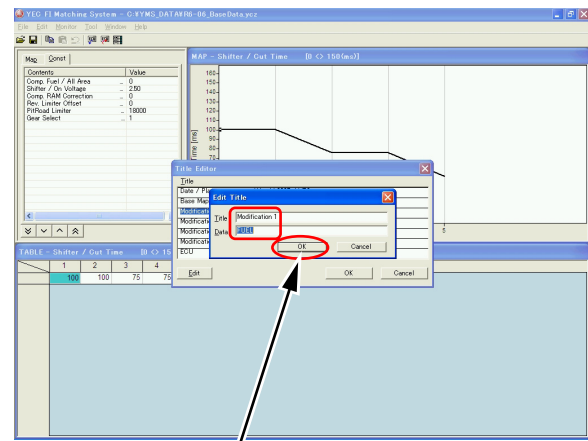 YEC FI Matching System - C:¥YMS_DATA¥R6-06_BaseData.ycz
File Edit Monitor Tool Window Help
Map Const
Contents Value
Comp. Fuel / All Area _ 0
Shifter / On Voltage _ 2.50
Comp. RAM Correction _ 0
Rev. Limiter Offset _ 0
PitRoad Limiter _ 18000
Gear Select _ 1
MAP - Shifter / Cut Time [0 <> 150(ms)]
160
150
140
130
120
110
100
90
80
70
Time [ms]
6
Title Editor
Title
Date / Pl
Base Map
Modificati
Modificati
Modificati
Modificati
ECU
Edit OK Cancel
Edit Title
Title Modification 1
Data FUEL
OK Cancel
TABLE - Shifter / Cut Time [0 <> 15
1 2 3 4
100 100 75 75